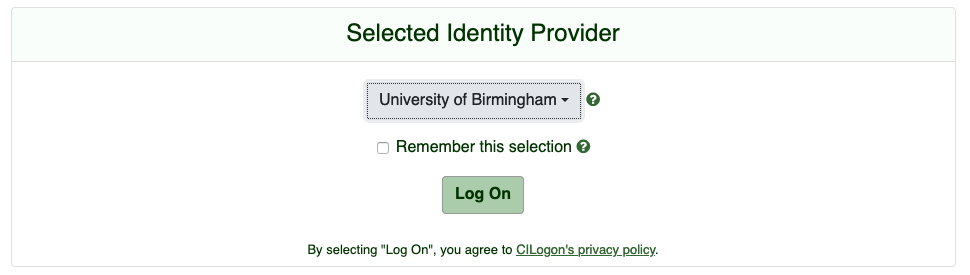 Selected Identity Provider
University of Birmingham
Remember this selection
Log On
By selecting "Log On", you agree to CILogon's privacy policy.